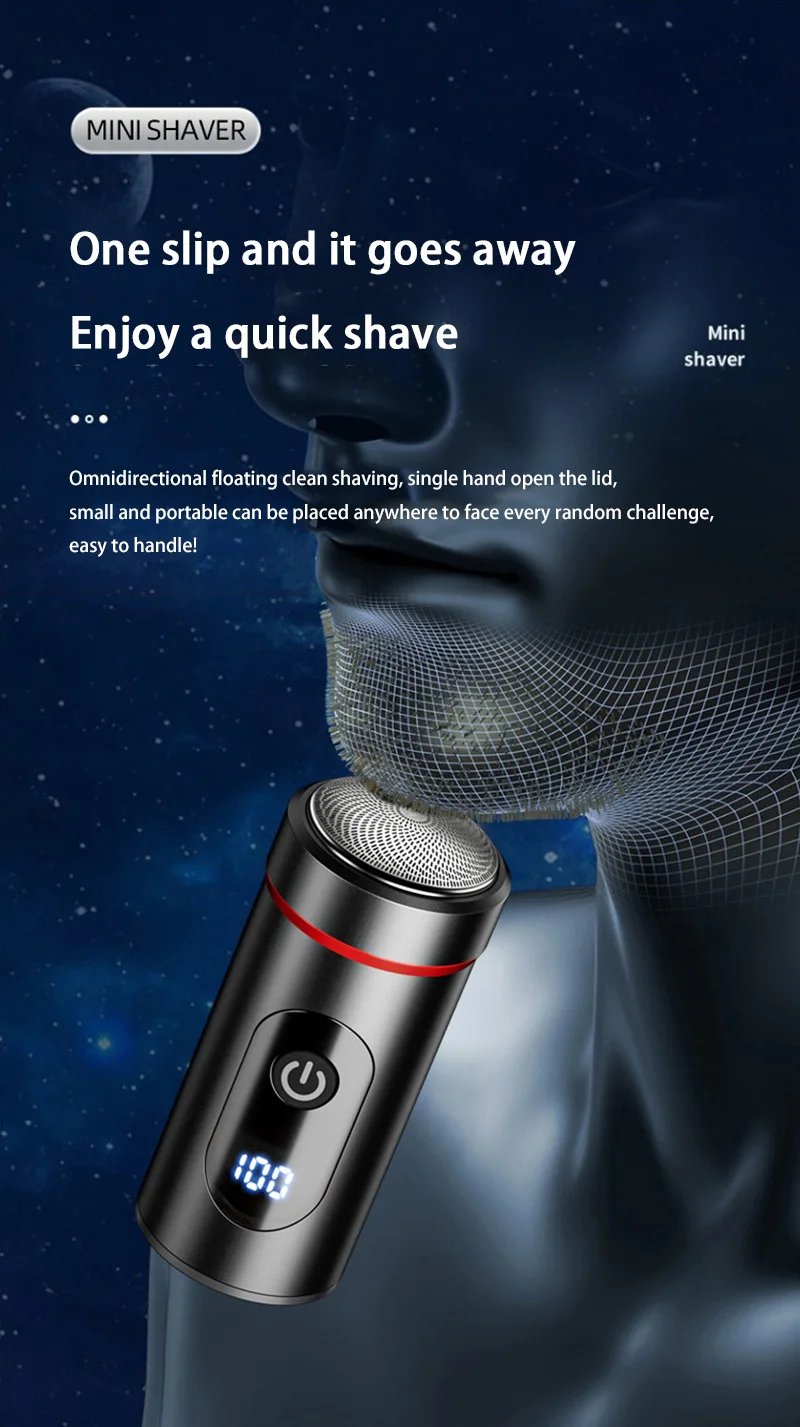 MINI SHAVER
One slip and it goes away
Enjoy a quick shave
Mini
shaver
Omnidirectional floating clean shaving, single hand open the lid,
small and portable can be placed anywhere to face every random challenge,
easy to handle!
100